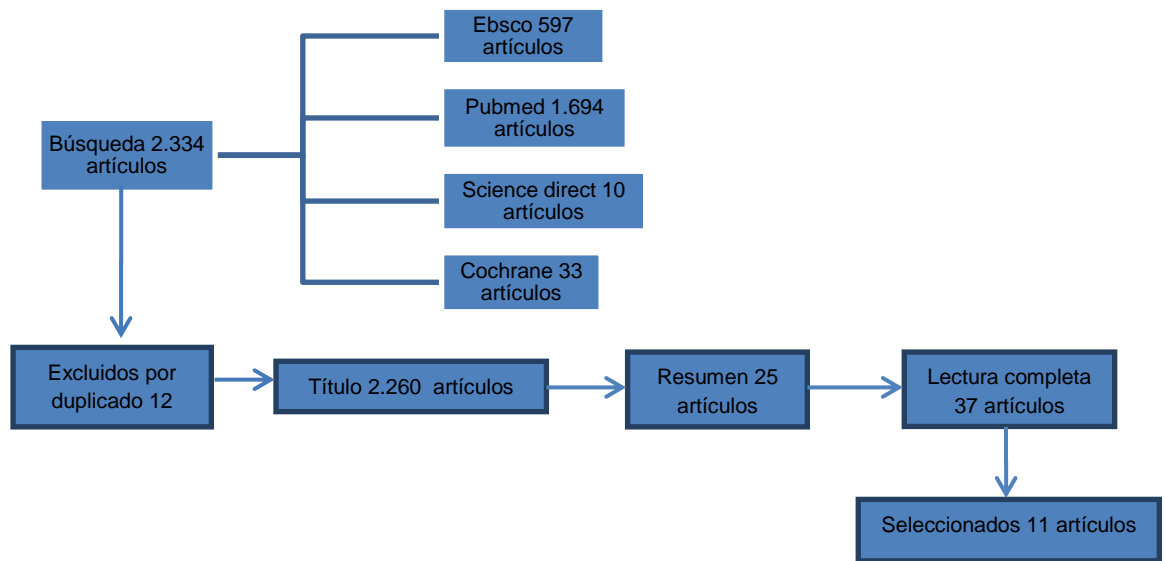 Ebsco 597
artículos
Pubmed 1.694
artículos
Búsqueda 2.334
artículos
Science direct 10
artículos
Cochrane 33
artículos
Excluidos por
duplicado 12
Título 2.260 artículos
Resumen 25
artículos
Lectura completa
37 artículos
Seleccionados 11 artículos